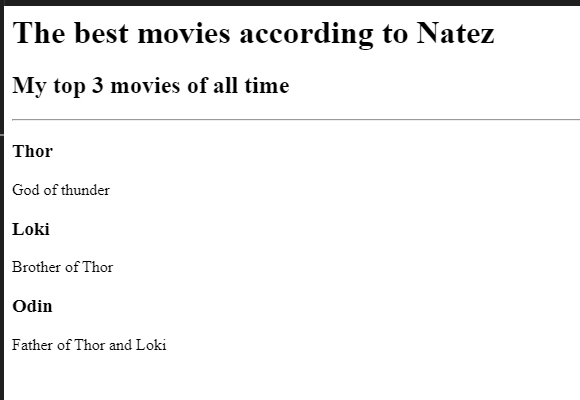 The best movies according to Natez
My top 3 movies of all time
Thor
God of thunder
Loki
Brother of Thor
Odin
Father of Thor and Loki